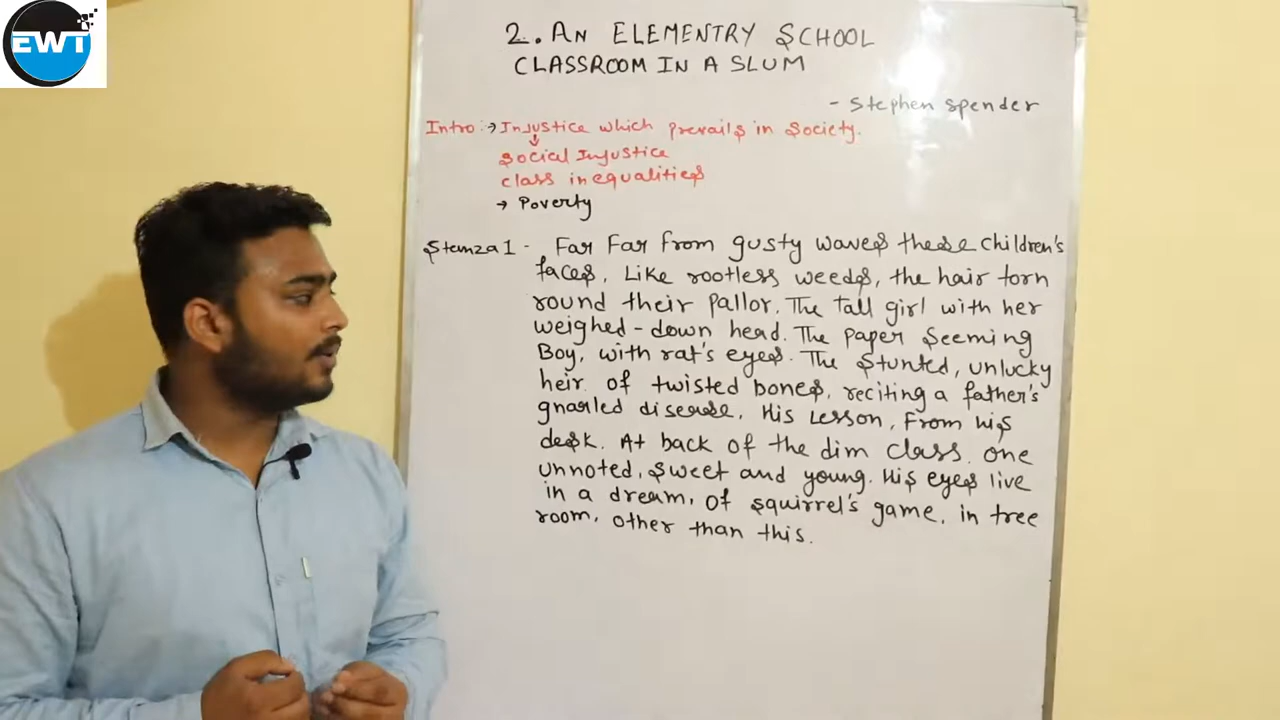 EWT
2. AN ELEMENTRY SCHOOL
CLASSROOM IN A SLUM
- Stephen Spender
Intro :→ Injustice which prevails in society.
↓
Social Injustice
class inequalities
→ Poverty
Stemza 1 - Far Far from gusty waves these children's
faces, Like rootless weeds, the hair torn
round their pallor. The Tall girl with her
weighed-down head. The paper seeming
Boy, with rat's eyes. The stunted, unlucky
heir of twisted bones, reciting a father's
gnarled disease, His Lesson, From his
desk. At back of the dim class. one
unnoted, sweet and young. His eyes live
in a dream, Of squirrel's game, in tree
room, other than this.